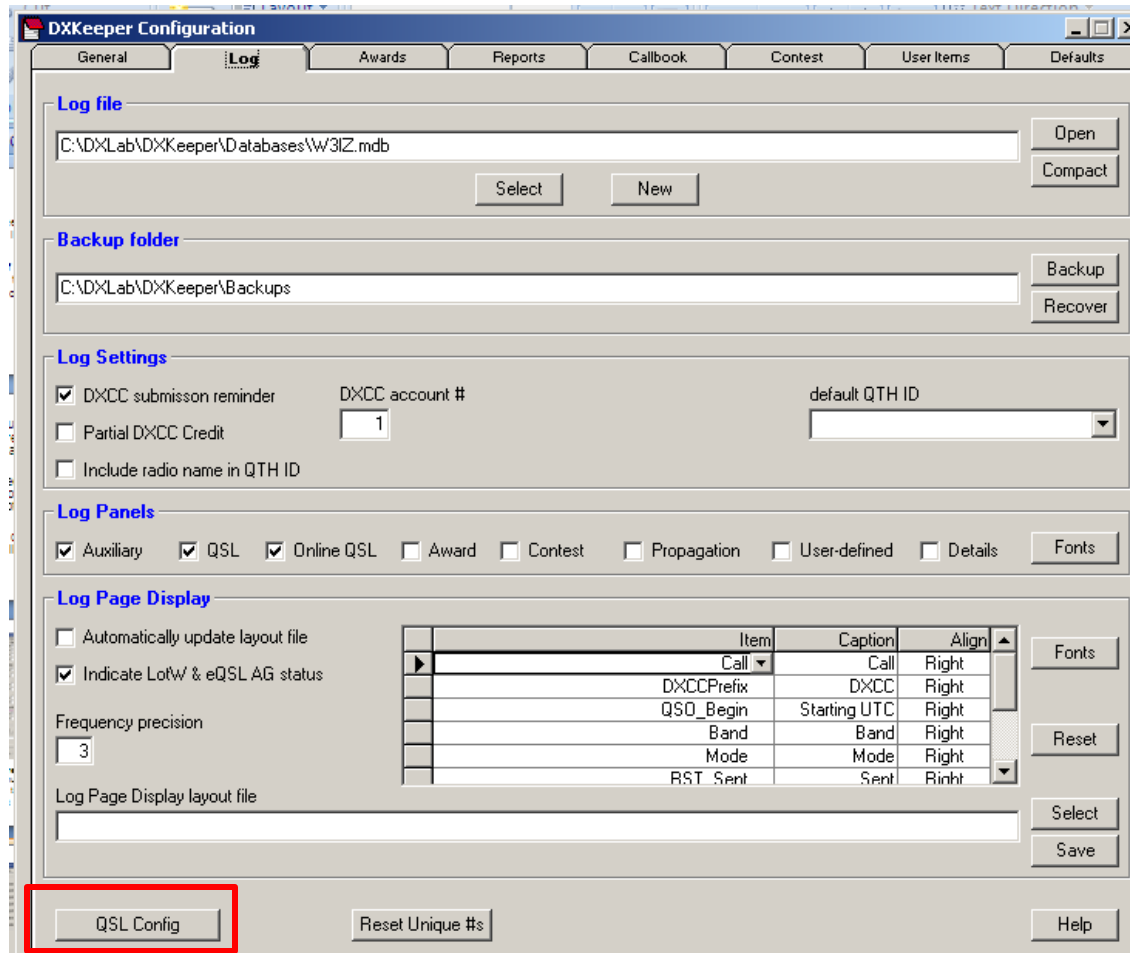 DXKeeper Configuration
General Log Awards Reports Callbook Contest User Items Defaults
Log file
C:\DXLab\DXKeeper\Databases\W3IZ.mdb
Open
Compact
Select New
Backup folder
C:\DXLab\DXKeeper\Backups
Backup
Recover
Log Settings
DXCC submisson reminder DXCC account # default QTH ID
Partial DXCC Credit 1
Include radio name in QTH ID
Log Panels
Auxiliary QSL Online QSL Award Contest Propagation User-defined Details Fonts
Log Page Display
Automatically update layout file
Indicate LotW & eQSL AG status
Frequency precision
3
Item Caption Align
Call Call Right
DXCCPrefix DXCC Right
QSO_Begin Starting UTC Right
Band Band Right
Mode Mode Right
RST_Sent Sent Right
Fonts
Reset
Log Page Display layout file
Select
Save
QSL Config Reset Unique #s Help